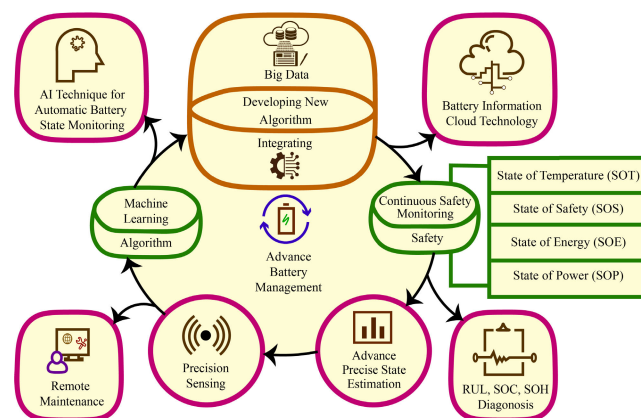 AI Technique for
Automatic Battery
State Monitoring
Big Data
Developing New
Algorithm
Integrating
Battery Information
Cloud Technology
Machine
Learning
Algorithm
Advance
Battery
Management
Continuous Safety
Monitoring
Safety
State of Temperature (SOT)
State of Safety (SOS)
State of Energy (SOE)
State of Power (SOP)
Remote
Maintenance
Precision
Sensing
Advance
Precise State
Estimation
RUL, SOC, SOH
Diagonosis